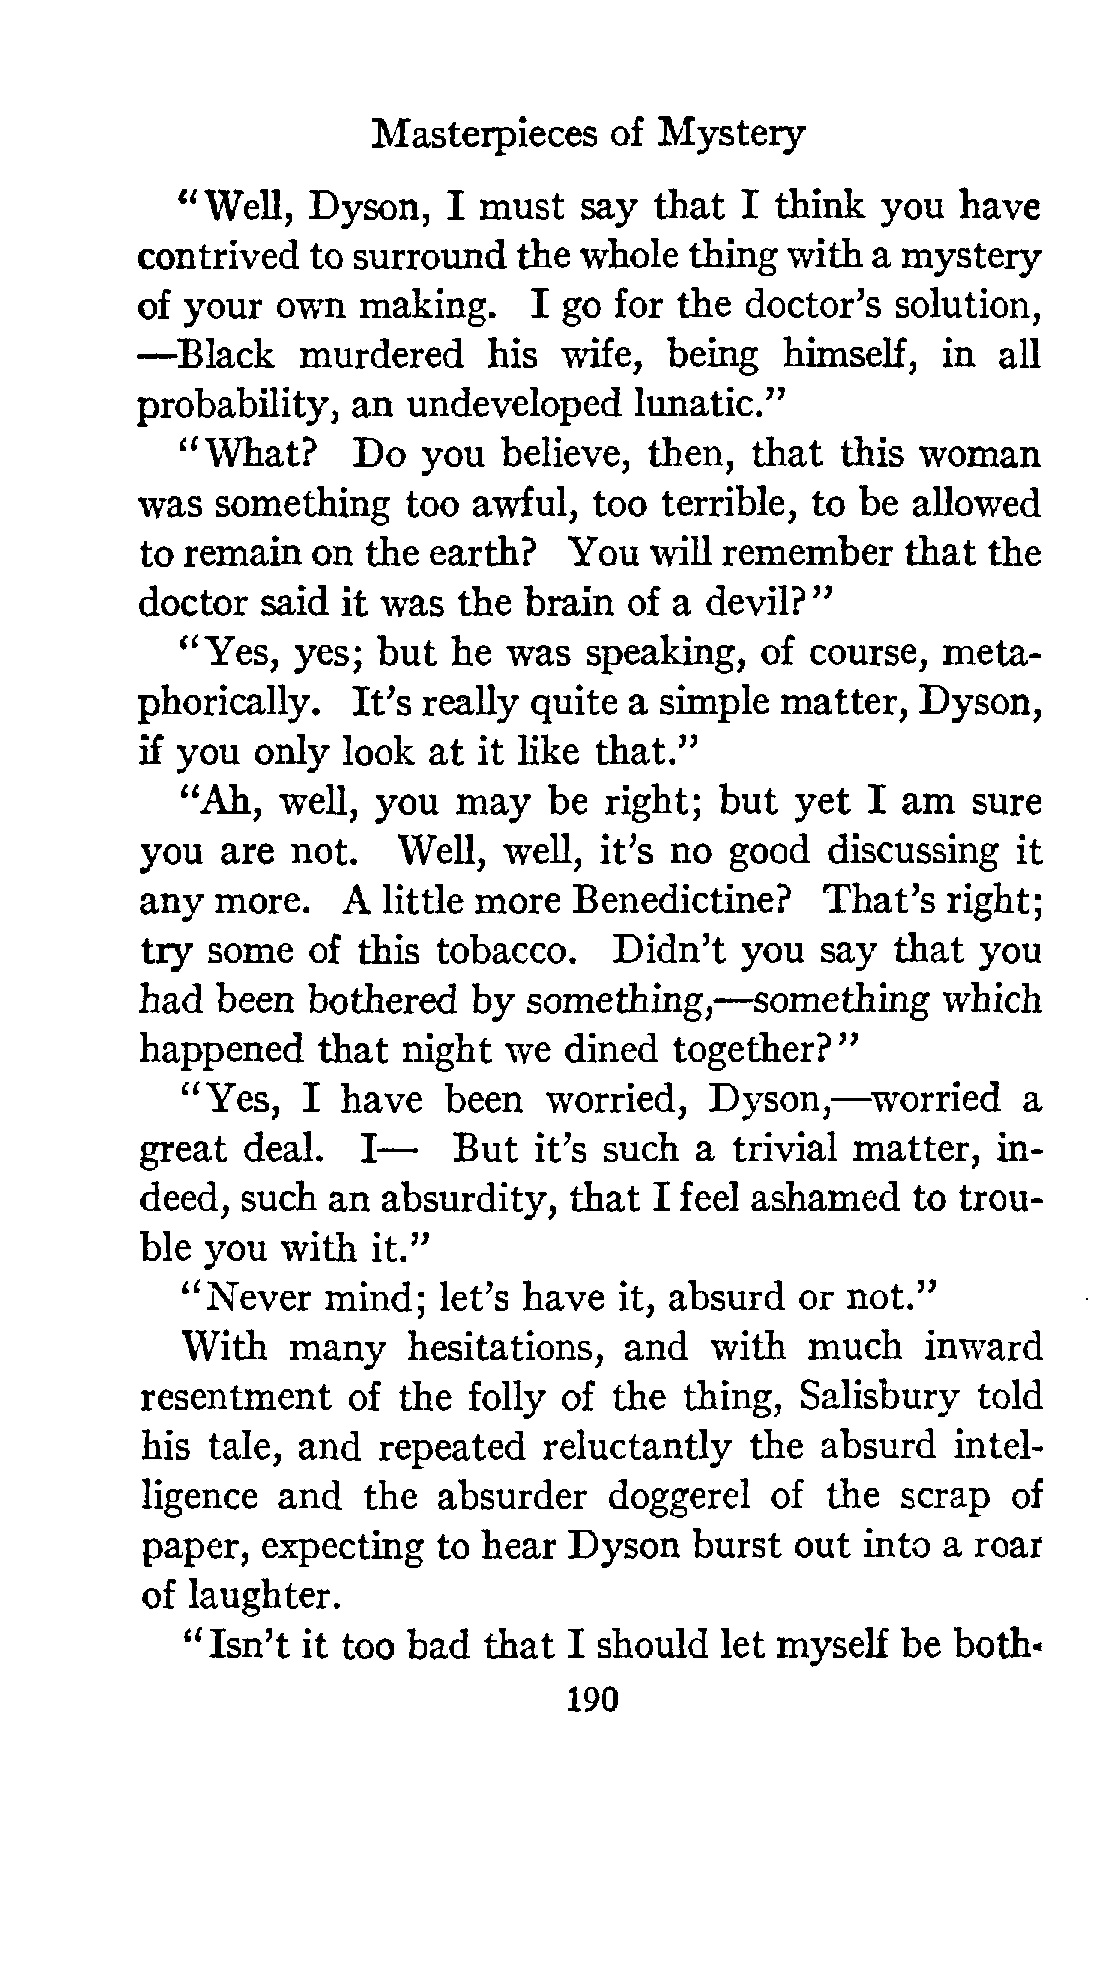 Masterpieces of Mystery
"Well, Dyson, I must say that I think you have
contrived to surround the whole thing with a mystery
of your own making. I go for the doctor's solution,
—Black murdered his wife, being himself, in all
probability, an undeveloped lunatic."
"What? Do you believe, then, that this woman
was something too awful, too terrible, to be allowed
to remain on the earth? You will remember that the
doctor said it was the brain of a devil?"
"Yes, yes; but he was speaking, of course, meta-
phorically. It's really quite a simple matter, Dyson,
if you only look at it like that."
"Ah, well, you may be right; but yet I am sure
you are not. Well, well, it's no good discussing it
any more. A little more Benedictine? That's right;
try some of this tobacco. Didn't you say that you
had been bothered by something,—something which
happened that night we dined together?"
"Yes, I have been worried, Dyson,—worried a
great deal. I— But it's such a trivial matter, in-
deed, such an absurdity, that I feel ashamed to trou-
ble you with it."
"Never mind; let's have it, absurd or not."
With many hesitations, and with much inward
resentment of the folly of the thing, Salisbury told
his tale, and repeated reluctantly the absurd intel-
ligence and the absurder doggerel of the scrap of
paper, expecting to hear Dyson burst out into a roar
of laughter.
"Isn't it too bad that I should let myself be both-
190